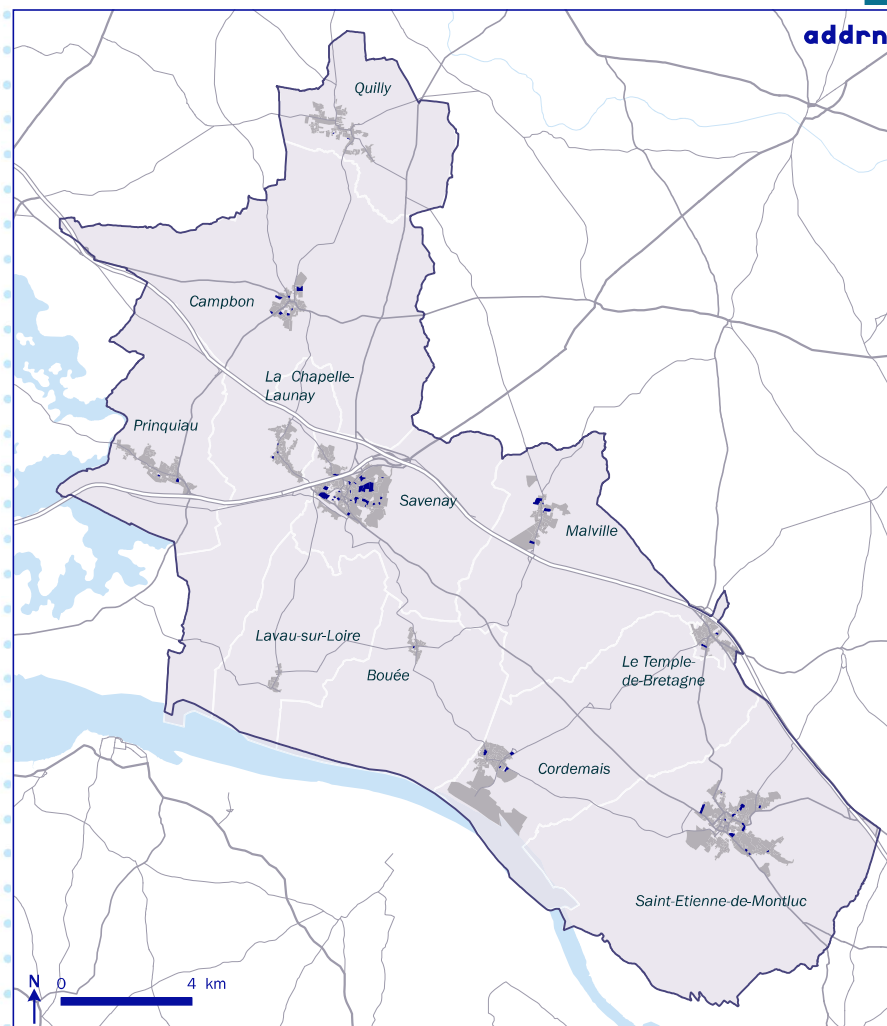 addrn
Quilly
Campbon
La Chapelle-
Launay
Prinquiau
Savenay
Malville
Lavau-sur-Loire
Bouée
Le Temple-
de-Bretagne
Cordemais
Saint-Etienne-de-Montluc
N 0 4 km